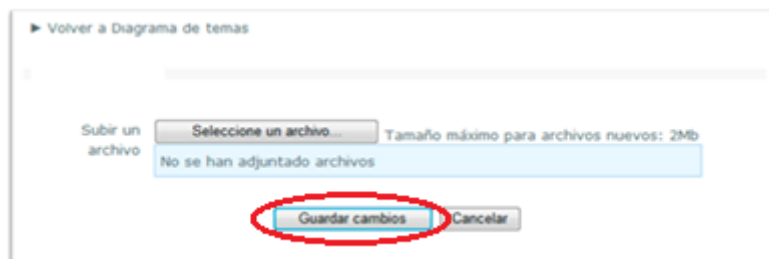 ► Volver a Diagrama de temas
Subir un archivo
Seleccione un archivo...
Tamaño máximo para archivos nuevos: 2Mb
No se han adjuntado archivos
Guardar cambios
Cancelar